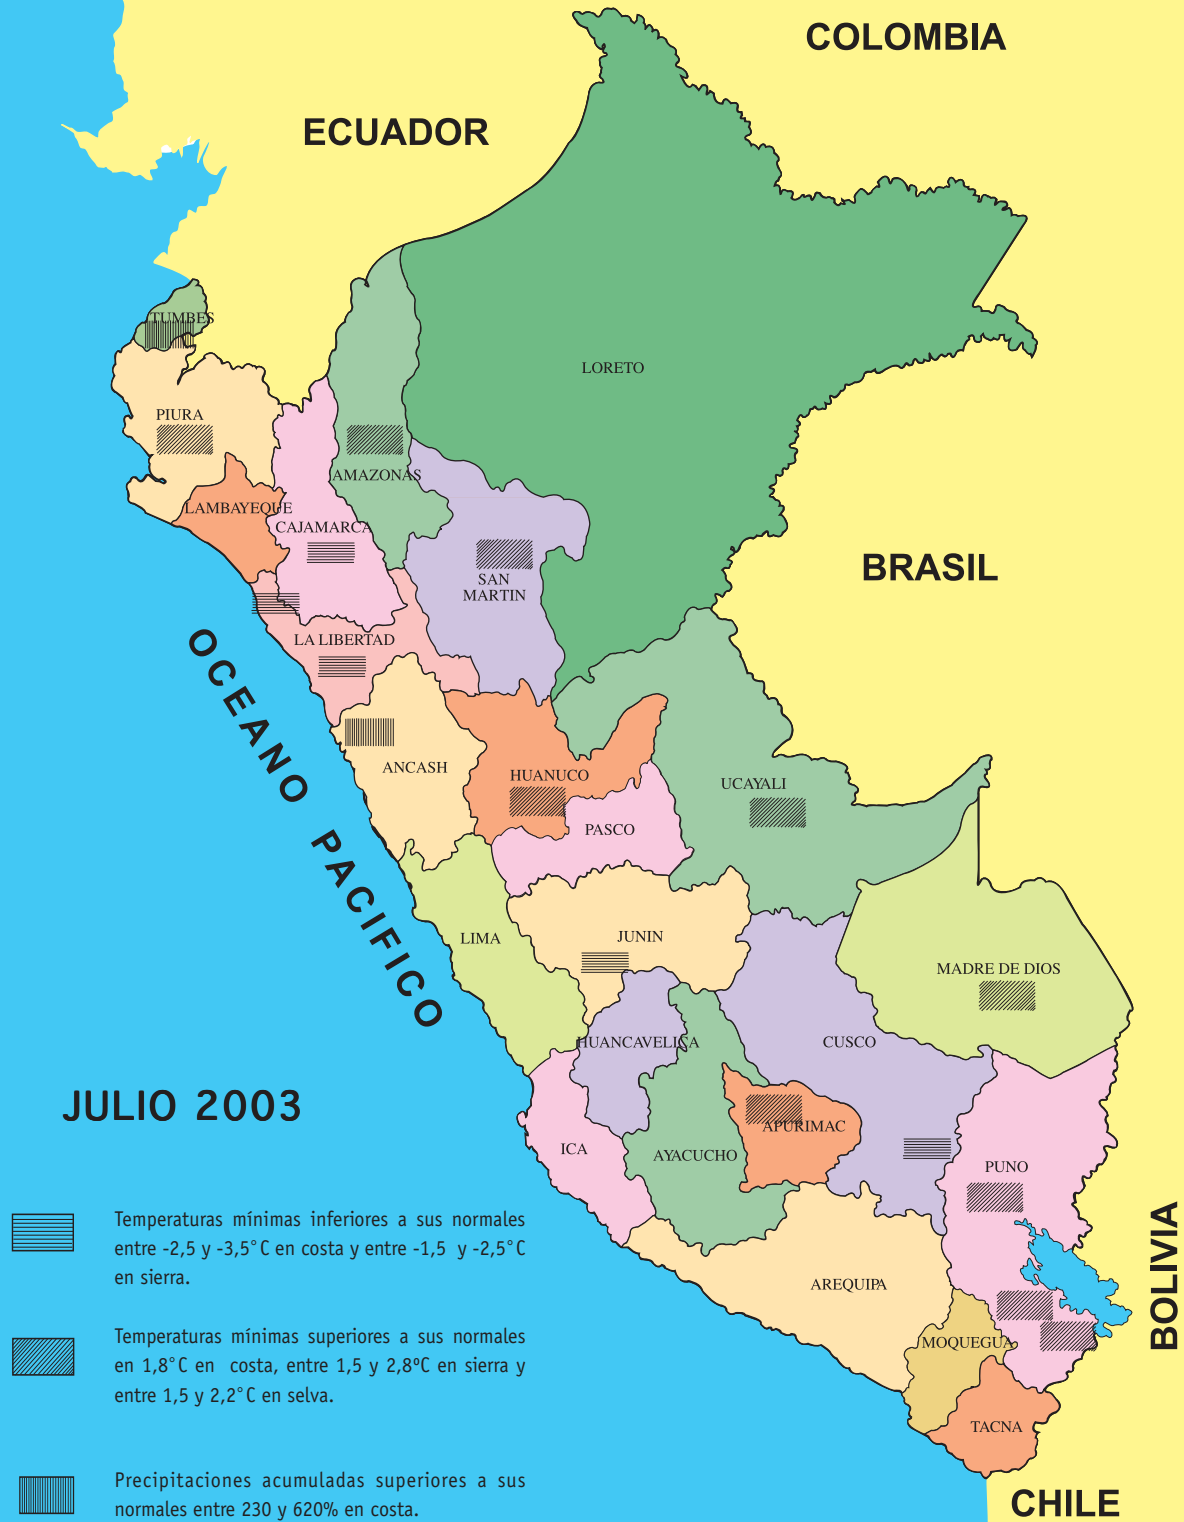 COLOMBIA
ECUADOR
TUMBES
LORETO
PIURA
AMAZONAS
LAMBAYEQUE
CAJAMARCA
BRASIL
SAN
MARTIN
LA LIBERTAD
OCEANO PACIFICO
ANCASH
HUANUCO
UCAYALI
PASCO
LIMA
JUNIN
MADRE DE DIOS
HUANCAVELICA
CUSCO
JULIO 2003
APURIMAC
ICA
AYACUCHO
PUNO
BOLIVIA
AREQUIPA
MOQUEGUA
TACNA
CHILE
Temperaturas mínimas inferiores a sus normales
entre -2,5 y -3,5°C en costa y entre -1,5 y -2,5°C
en sierra.
Temperaturas mínimas superiores a sus normales
en 1,8°C en costa, entre 1,5 y 2,8ºC en sierra y
entre 1,5 y 2,2°C en selva.
Precipitaciones acumuladas superiores a sus
normales entre 230 y 620% en costa.